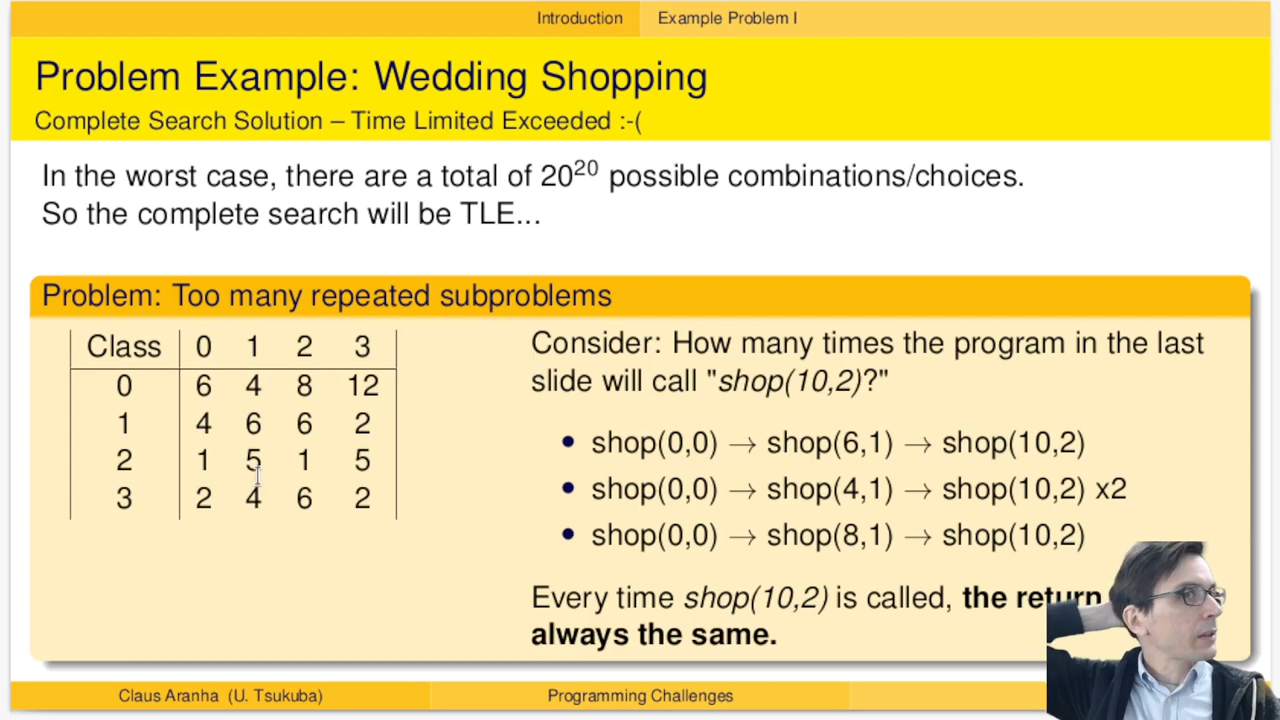 Introduction Example Problem I
Problem Example: Wedding Shopping
Complete Search Solution – Time Limited Exceeded :-(
In the worst case, there are a total of 20^20 possible combinations/choices.
So the complete search will be TLE...
Problem: Too many repeated subproblems
Class 0 1 2 3
0 6 4 8 12
1 4 6 6 2
2 1 5 1 5
3 2 4 6 2
Consider: How many times the program in the last
slide will call "shop(10,2)?"
• shop(0,0) → shop(6,1) → shop(10,2)
• shop(0,0) → shop(4,1) → shop(10,2) x2
• shop(0,0) → shop(8,1) → shop(10,2)
Every time shop(10,2) is called, the return
always the same.
Claus Aranha (U. Tsukuba) Programming Challenges